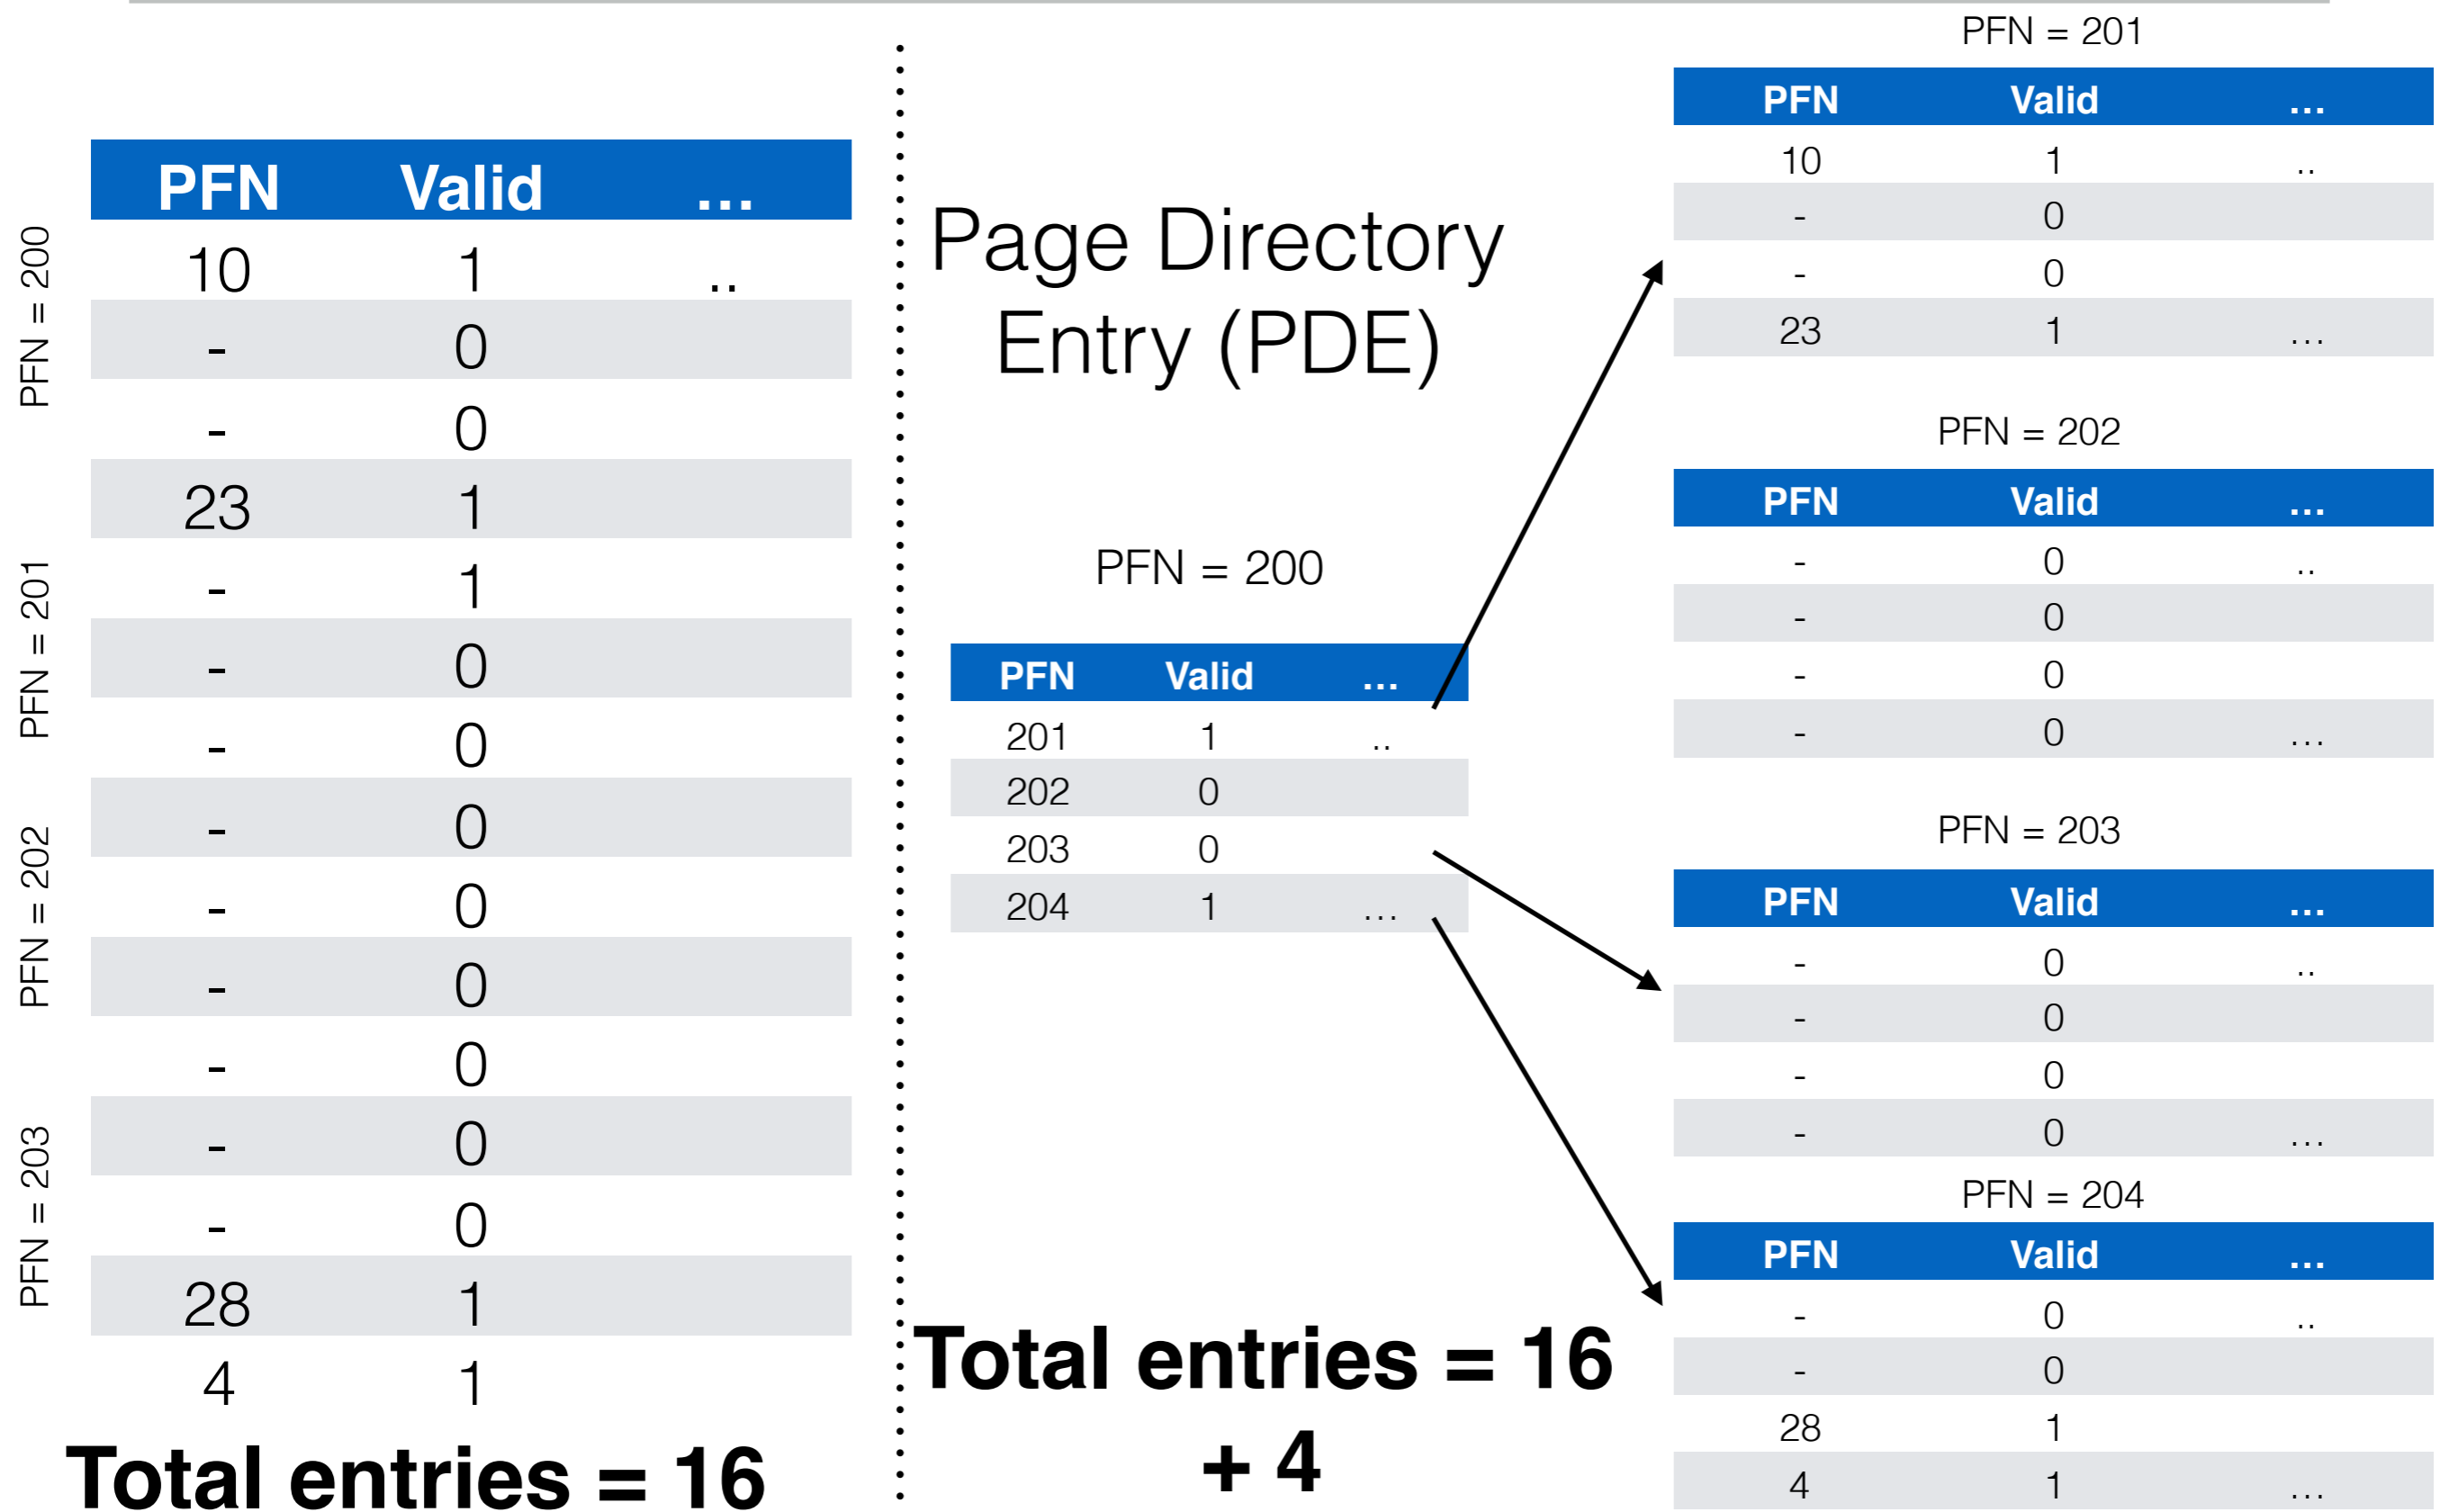 PFN = 200
PFN = 201
PFN = 202
PFN = 203
PFN Valid ...
10 1 ..
- 0
- 0
23 1
- 1
- 0
- 0
- 0
- 0
- 0
- 0
- 0
- 0
28 1
4 1
Total entries = 16
Page Directory
Entry (PDE)
PFN = 200
PFN Valid ...
201 1 ..
202 0
203 0
204 1 ...
Total entries = 16
+ 4
PFN = 201
PFN Valid ...
10 1 ..
- 0
- 0
23 1 ...
PFN = 202
PFN Valid ...
- 0 ..
- 0
- 0
- 0 ...
PFN = 203
PFN Valid ...
- 0 ..
- 0
- 0
- 0 ...
PFN = 204
PFN Valid ...
- 0 ..
- 0
28 1
4 1 ...